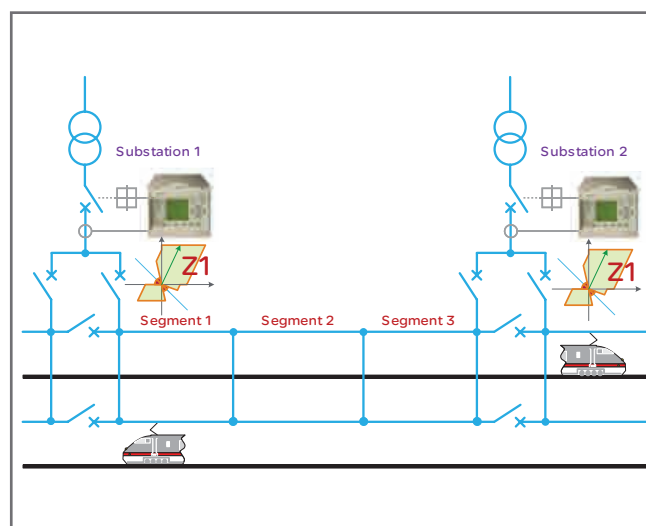 Substation 1
Substation 2
Z1
Z1
Segment 1
Segment 2
Segment 3